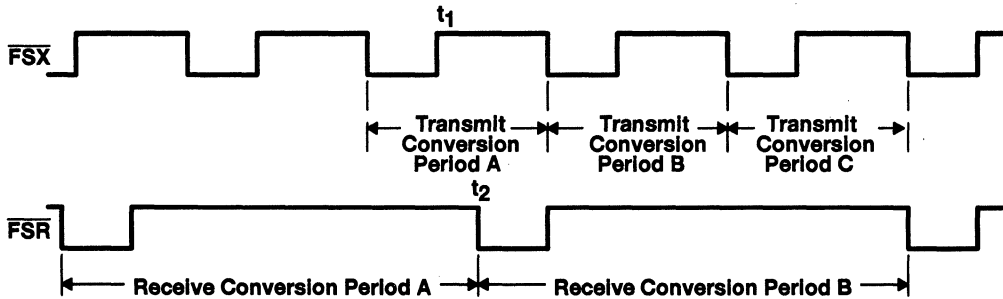 t1
FSX
Transmit
Conversion
Period A
Transmit
Conversion
Period B
Transmit
Conversion
Period C
t2
FSR
Receive Conversion Period A
Receive Conversion Period B